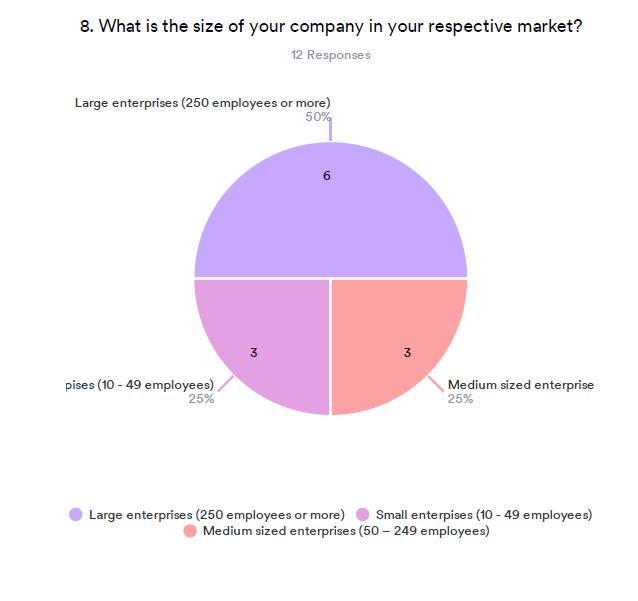 8. What is the size of your company in your respective market?
12 Responses
Large enterprises (250 employees or more)
50%
6
3
3
pises (10 - 49 employees)
25%
Medium sized enterprise
25%
Large enterprises (250 employees or more)
Small enterpises (10 - 49 employees)
Medium sized enterprises (50 – 249 employees)